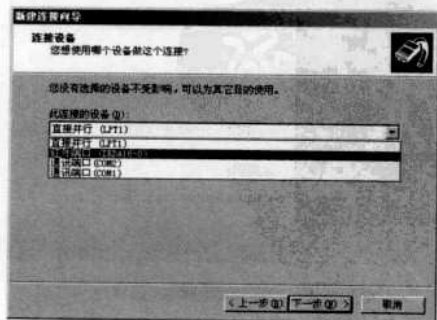 新建连接向导
连接设备
您想使用哪个设备做这个连接?
您没有选择的设备不受影响，可以为其它目的使用。
此连接的设备(D):
直接并行 (LPT1)
直接并行 (LPT1)
通讯端口 (COM2)
通讯端口 (COM1)
<上一步(B) 下一步(N)> 取消